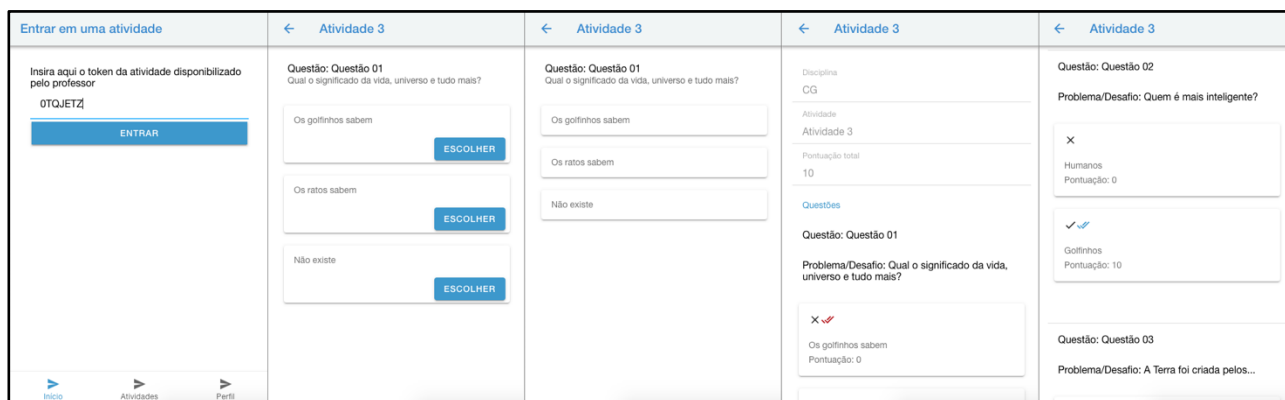 Entrar em uma atividade
Insira aqui o token da atividade disponibilizado
pelo professor
0TQJETZ
ENTRAR
Início
Atividades
Perfil
Atividade 3
Questão: Questão 01
Qual o significado da vida, universo e tudo mais?
Os golfinhos sabem
ESCOLHER
Os ratos sabem
ESCOLHER
Não existe
ESCOLHER
Atividade 3
Questão: Questão 01
Qual o significado da vida, universo e tudo mais?
Os golfinhos sabem
Os ratos sabem
Não existe
Atividade 3
Disciplina
CG
Atividade
Atividade 3
Pontuação total
10
Questões
Questão: Questão 01
Problema/Desafio: Qual o significado da vida,
universo e tudo mais?
Os golfinhos sabem
Pontuação: 0
Atividade 3
Questão: Questão 02
Problema/Desafio: Quem é mais inteligente?
Humanos
Pontuação: 0
Golfinhos
Pontuação: 10
Questão: Questão 03
Problema/Desafio: A Terra foi criada pelos...